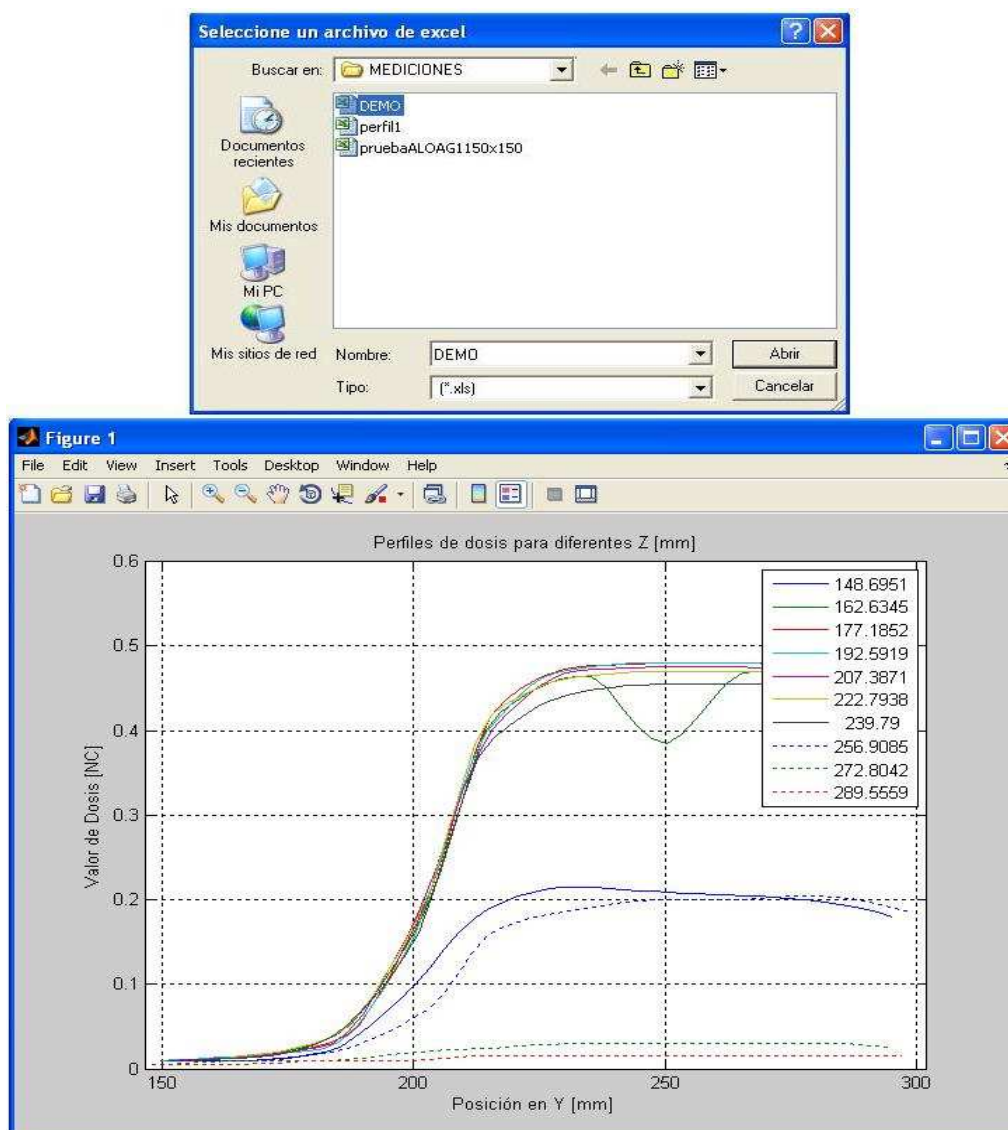 Seleccione un archivo de excel
Buscar en: MEDICIONES
DEMO
perfil1
pruebaALOAG1150x150
Documentos
recientes
Mis documentos
Mi PC
Mis sitios de red
Nombre: DEMO Abrir
Tipo: (*.xls) Cancelar
Figure 1
File Edit View Insert Tools Desktop Window Help
Perfiles de dosis para diferentes Z [mm]
0.6
0.5
0.4
0.3
0.2
0.1
0
Valor de Dosis [NC]
148.6951
162.6345
177.1852
192.5919
207.3871
222.7938
239.79
256.9085
272.8042
289.5559
150 200 250 300
Posición en Y [mm]